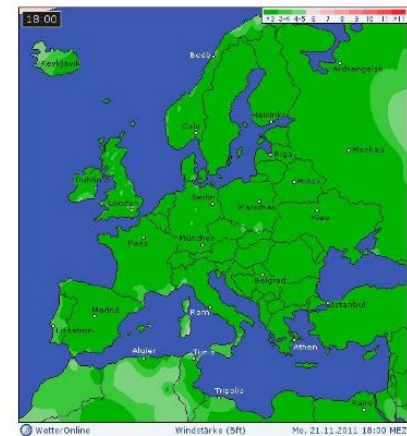 18:00
<3 3-4 4-5 6 7 8 9 10 11 >11
Reykjavik
Bodö
Archangelsk
Oslo
Helsinki
Riga
Moskau
Dublin
Minsk
London
Berlin
Warschau
Kiew
Paris
München
Belgrad
Rom
Istanbul
Madrid
Lissabon
Athen
Algier
Tunis
Tripolis
Kairo
WetterOnline Windstärke (Bft) Mo, 21.11.2011 18:00 MEZ